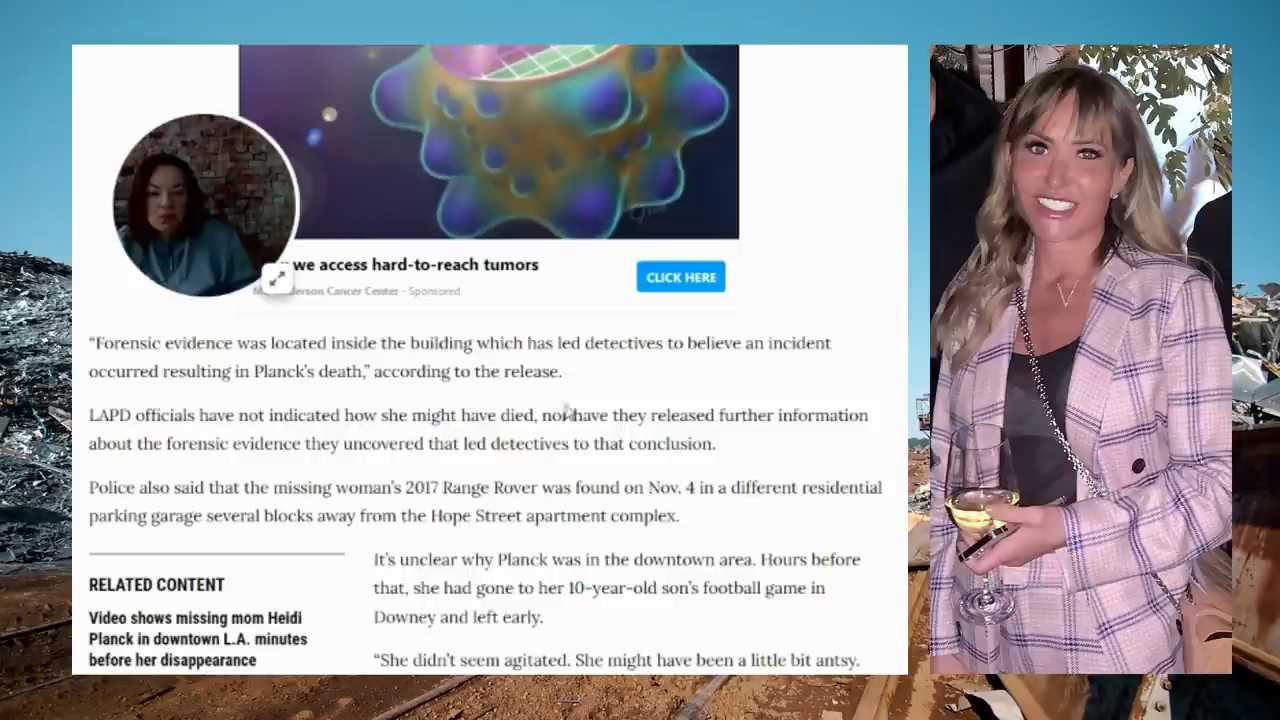 we access hard-to-reach tumors
CLICK HERE
Cancer Center - Sponsored
“Forensic evidence was located inside the building which has led detectives to believe an incident
occurred resulting in Planck’s death,” according to the release.
LAPD officials have not indicated how she might have died, nor have they released further information
about the forensic evidence they uncovered that led detectives to that conclusion.
Police also said that the missing woman’s 2017 Range Rover was found on Nov. 4 in a different residential
parking garage several blocks away from the Hope Street apartment complex.
It’s unclear why Planck was in the downtown area. Hours before
that, she had gone to her 10-year-old son’s football game in
Downey and left early.
“She didn’t seem agitated. She might have been a little bit antsy.
RELATED CONTENT
Video shows missing mom Heidi
Planck in downtown L.A. minutes
before her disappearance